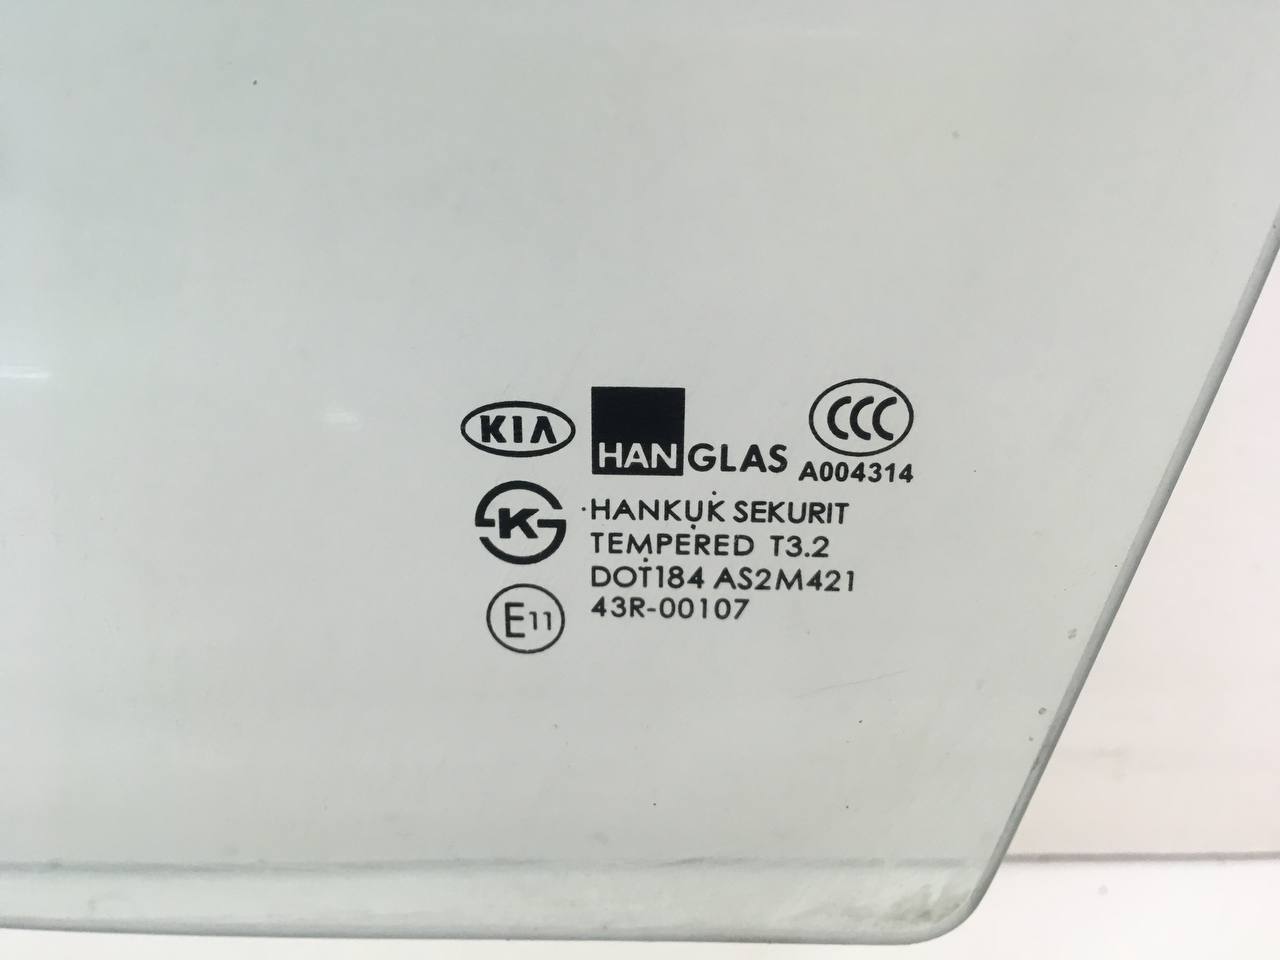 KIA HANGLAS CCC
A004314
K
HANKUK SEKURIT
TEMPERED T3.2
DOT184 AS2M421
E11 43R-00107